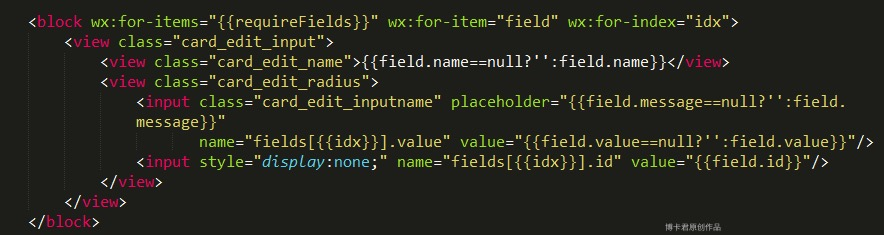 <block wx:for-items="{{requireFields}}" wx:for-item="field" wx:for-index="idx">
<view class="card_edit_input">
<view class="card_edit_name">{{field.name==null?'':field.name}}</view>
<view class="card_edit_radius">
<input class="card_edit_inputname" placeholder="{{field.message==null?'':field.
message}}"
name="fields[{{idx}}].value" value="{{field.value==null?'':field.value}}"/>
<input style="display:none;" name="fields[{{idx}}].id" value="{{field.id}}"/>
</view>
</view>
</block>
博卡君原创作品